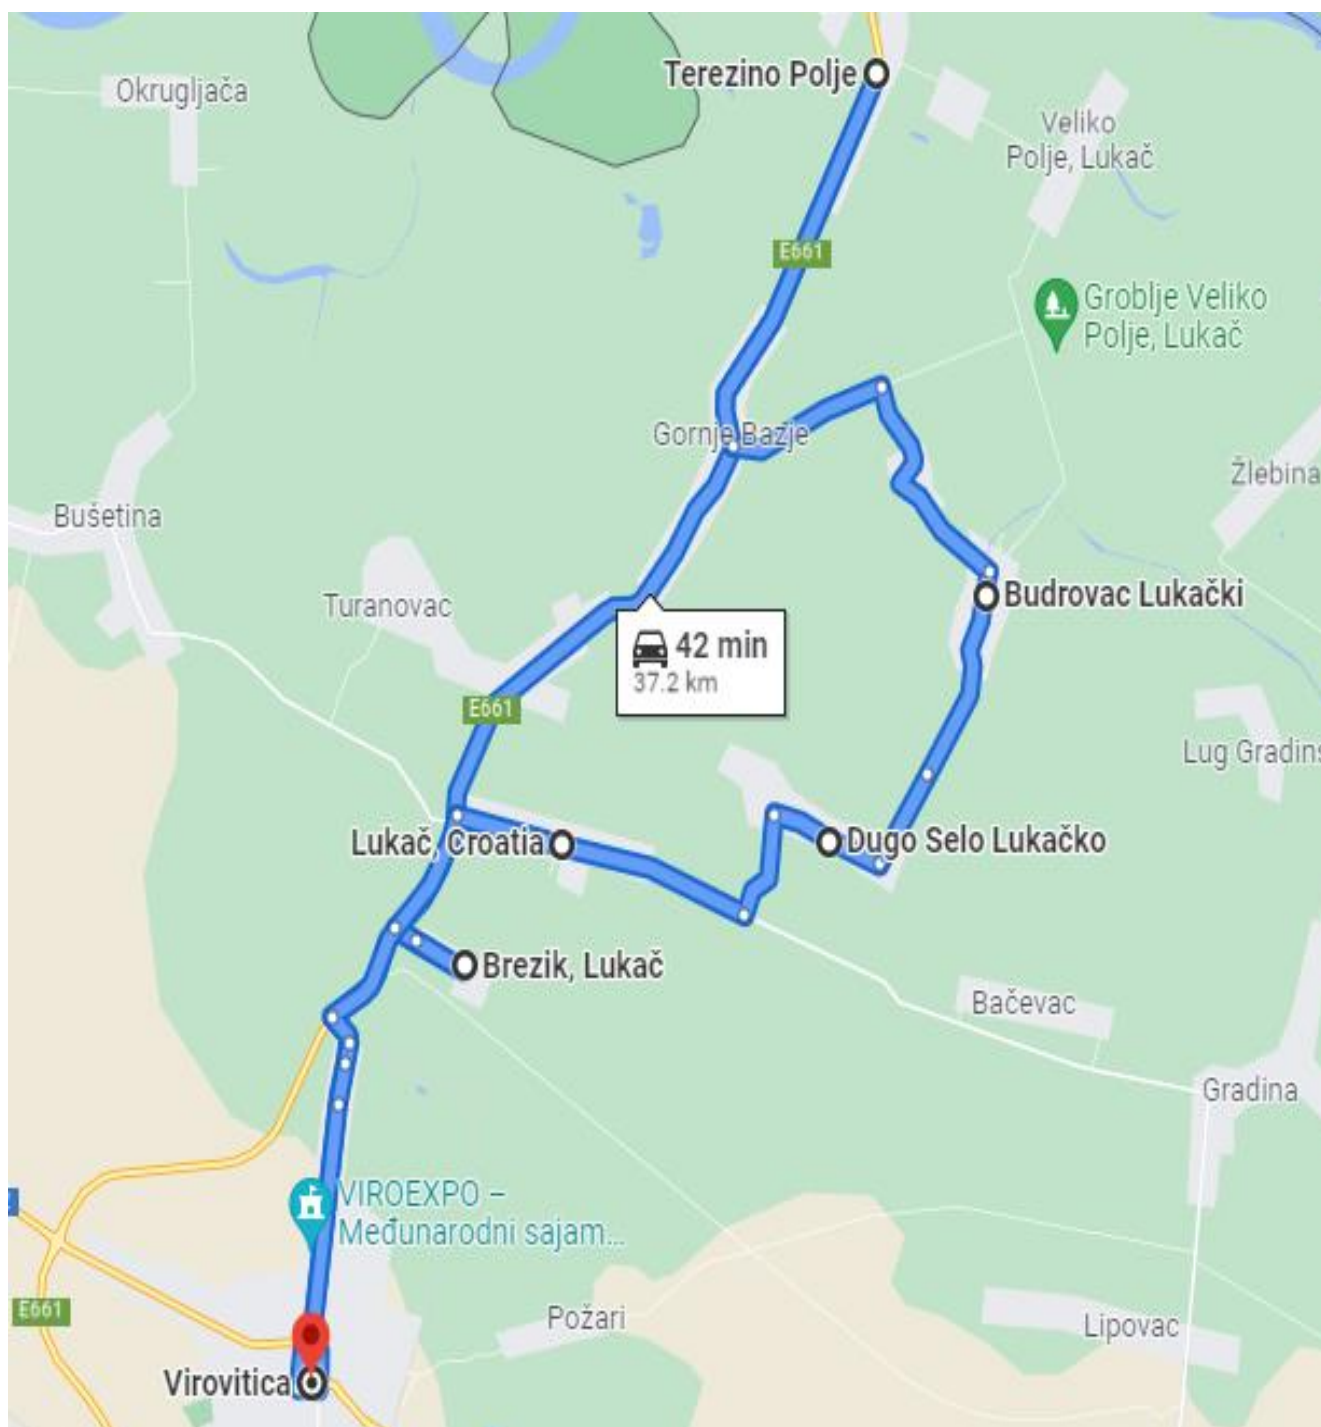 Terezino Polje
Okrugljača
Veliko
Polje, Lukač
E661
Groblje Veliko
Polje, Lukač
Gornje Bazje
Žlebina
Bušetina
Turanovac
Budrovac Lukački
42 min
37.2 km
E661
Lug Gradins
Lukač, Croatia
Dugo Selo Lukačko
Brezik, Lukač
Bačevac
Gradina
VIROEXPO –
Međunarodni sajam...
E661
Požari
Lipovac
Virovitica